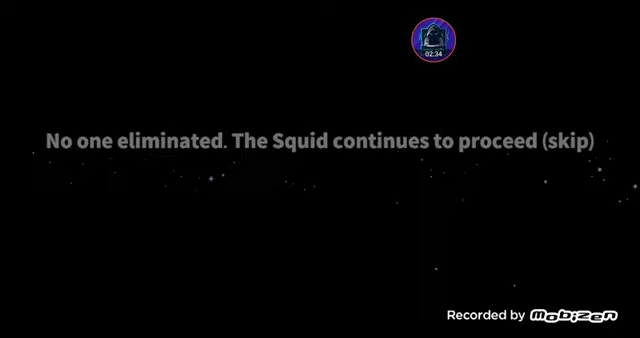 02:34
No one eliminated. The Squid continues to proceed (skip)
Recorded by Mobizen